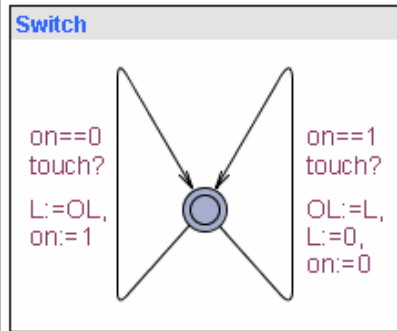 Switch
on==0
touch?
L:=OL,
on:=1
on==1
touch?
OL:=L,
L:=0,
on:=0